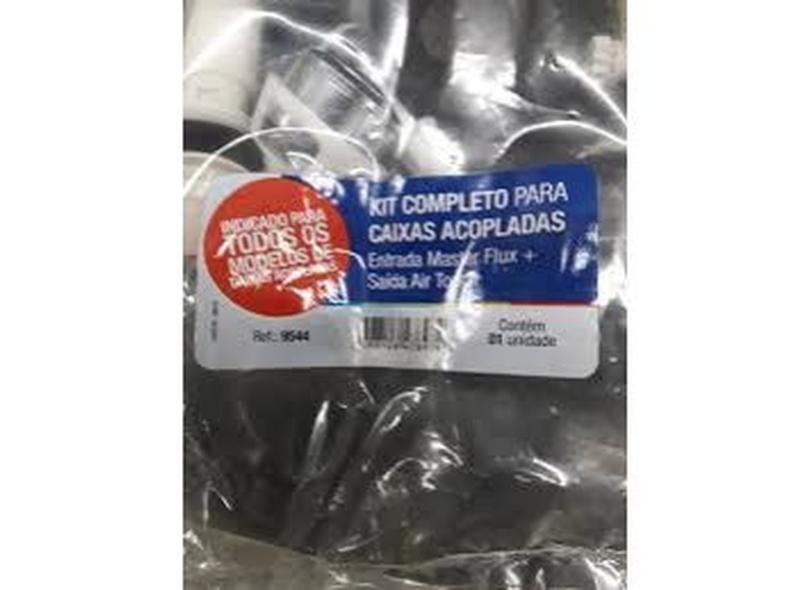 INDICADO PARA
TODOS OS
MODELOS DE
KIT COMPLETO PARA
CAIXAS ACOPLADAS
Entrada Master Flux +
Saída Air
Ref.: 9544
Contém
01 unidade